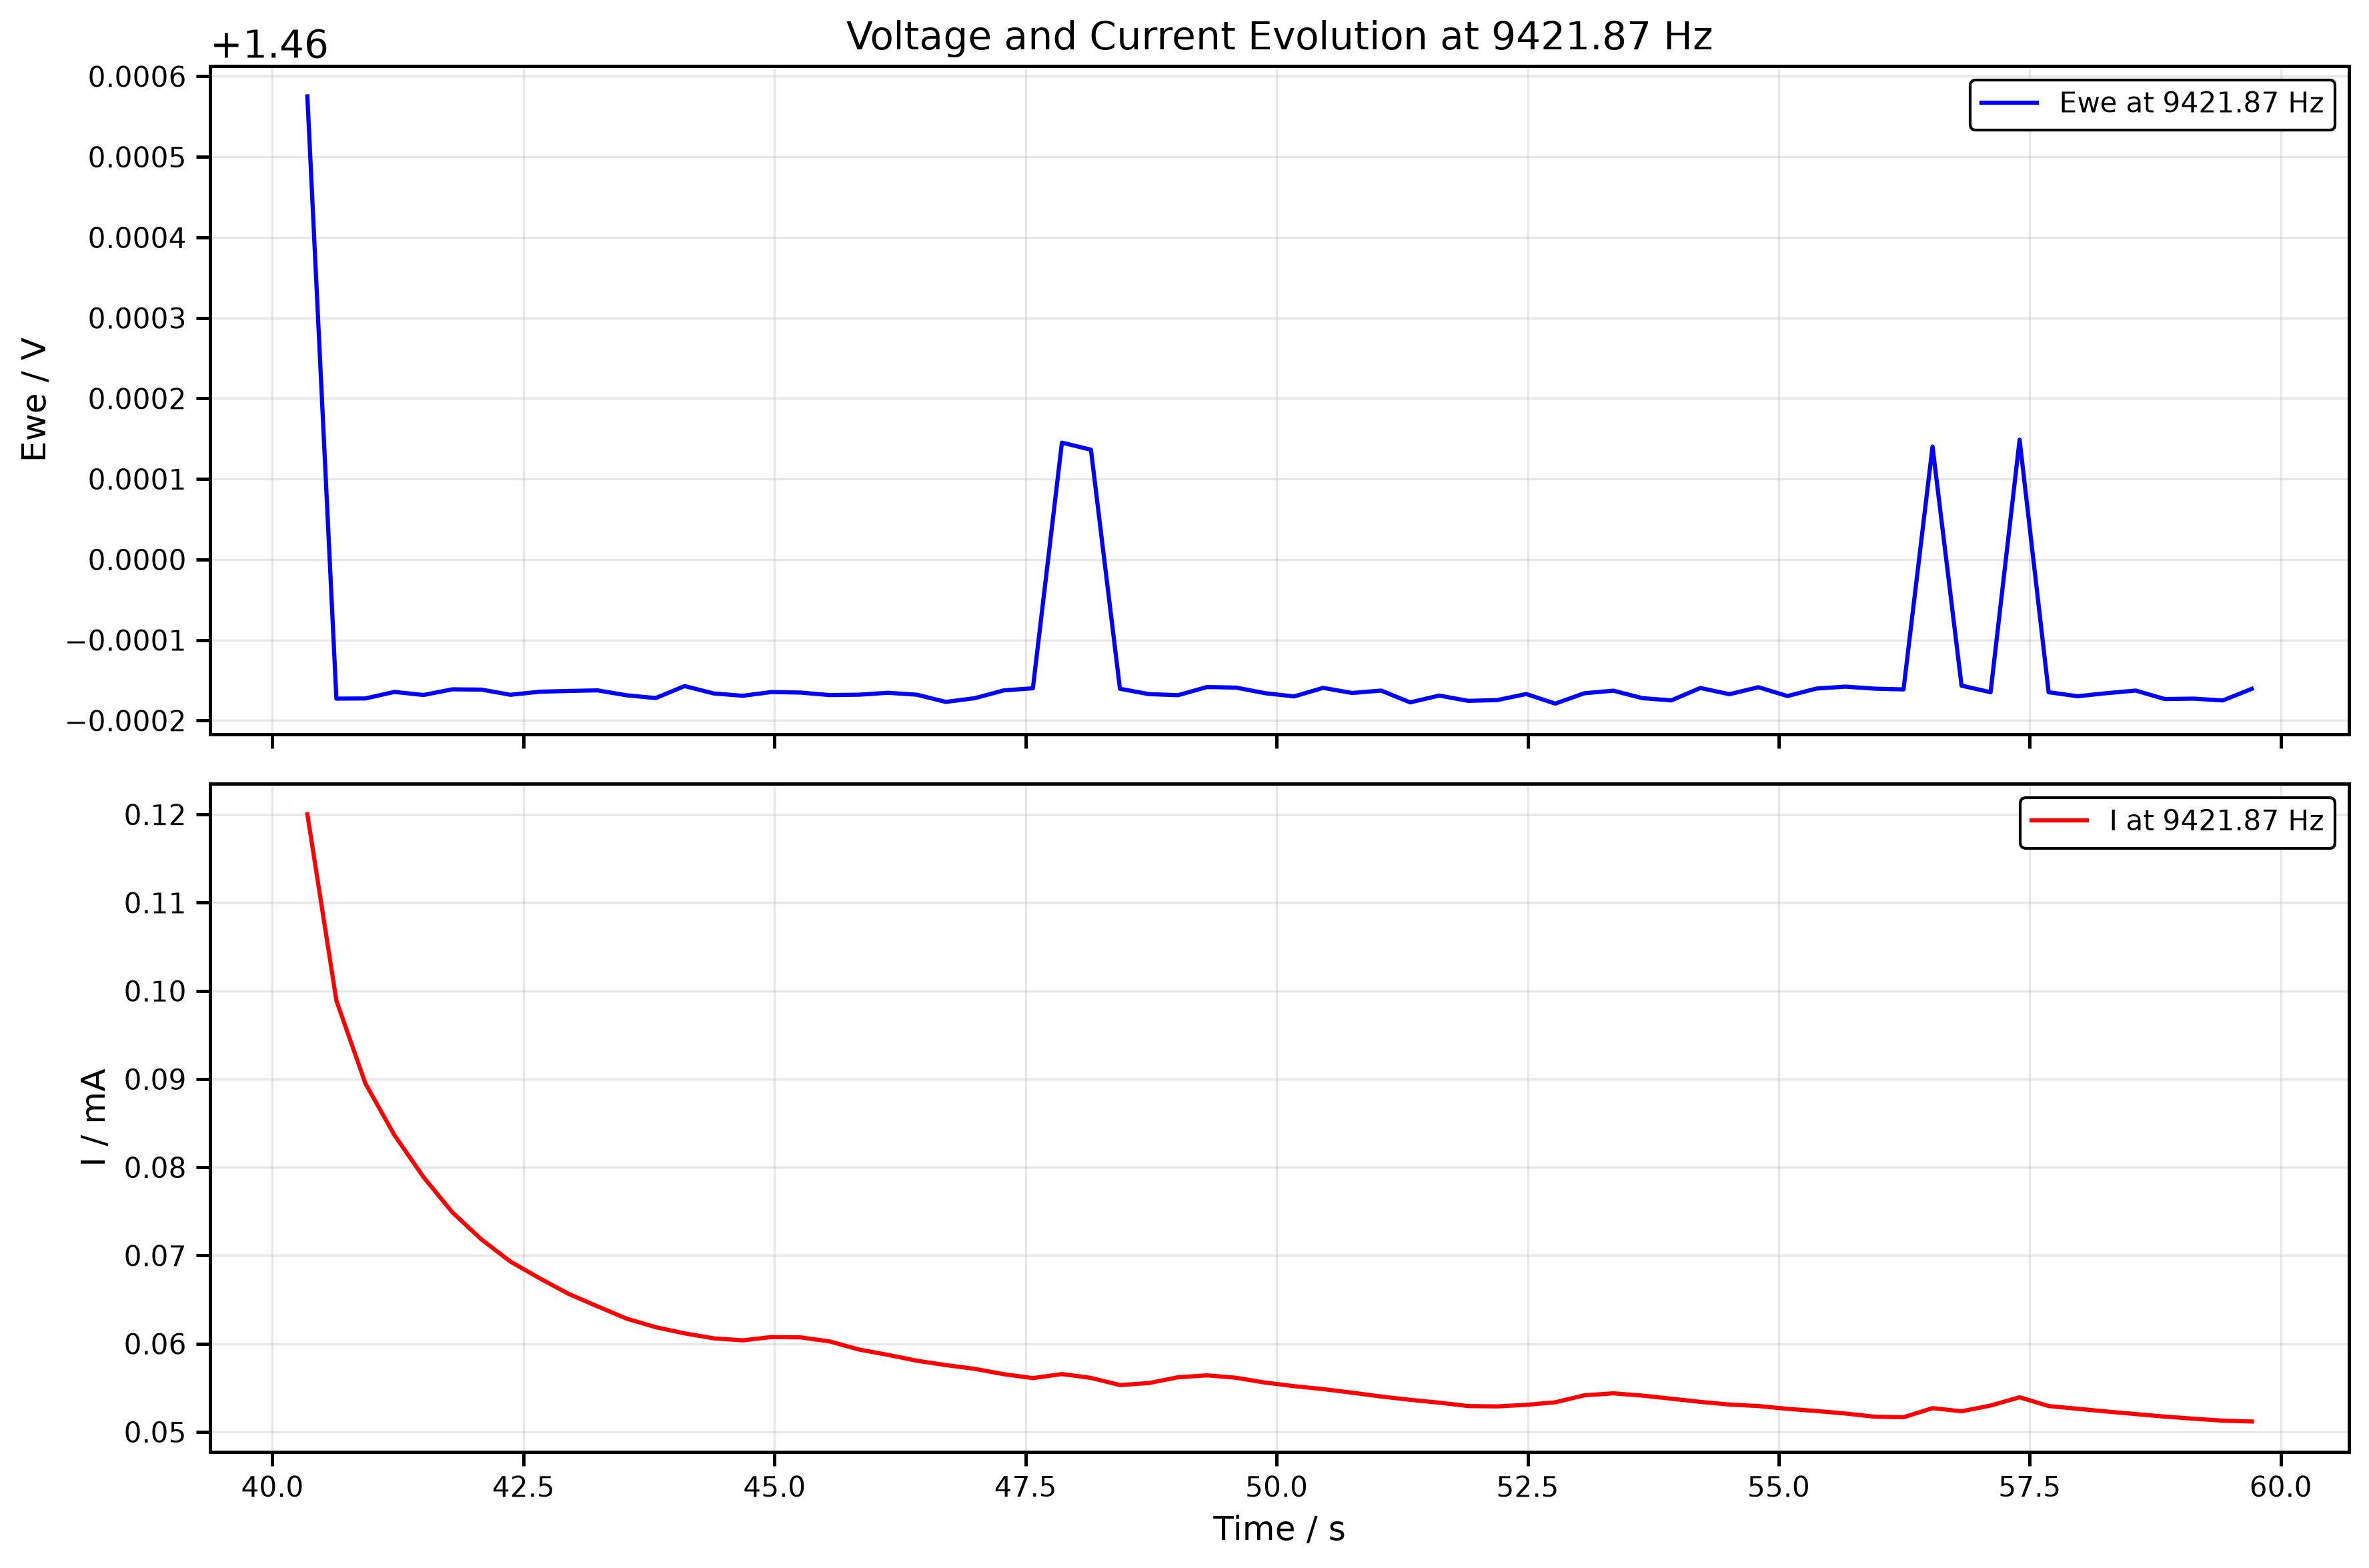 Voltage and Current Evolution at 9421.87 Hz
+1.46
0.0006
0.0005
0.0004
0.0003
0.0002
0.0001
0.0000
−0.0001
−0.0002
Ewe / V
Ewe at 9421.87 Hz
0.12
0.11
0.10
0.09
0.08
0.07
0.06
0.05
I / mA
I at 9421.87 Hz
40.0 42.5 45.0 47.5 50.0 52.5 55.0 57.5 60.0
Time / s